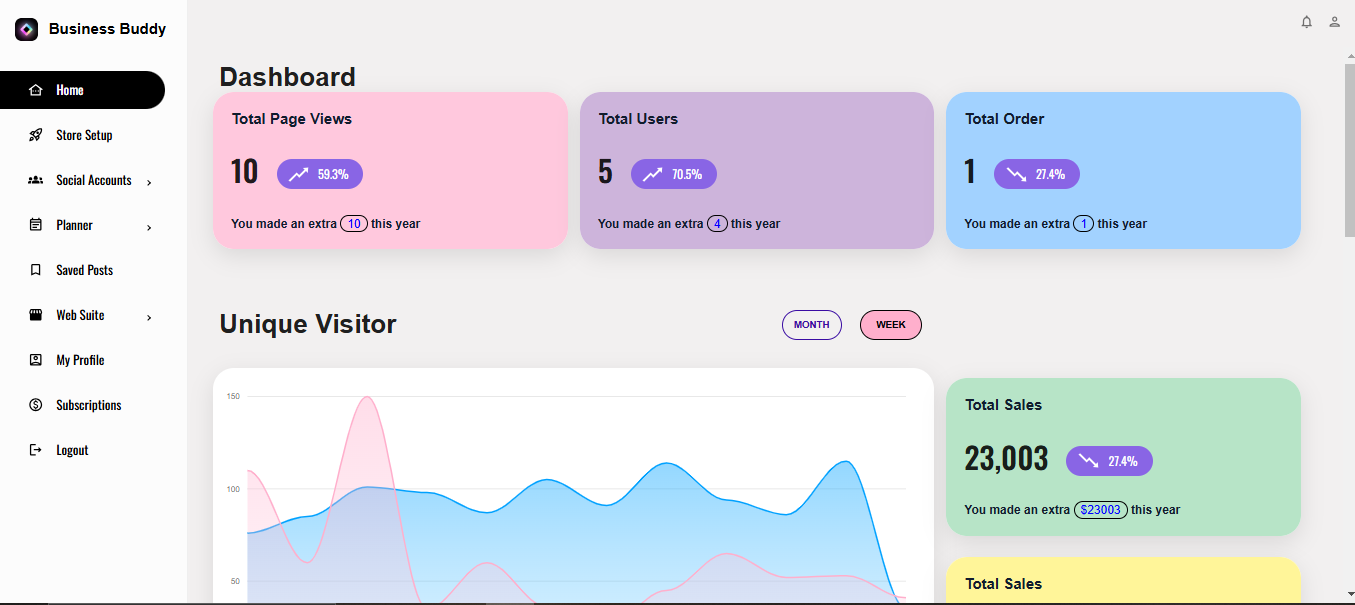 Business Buddy
Home
Store Setup
Social Accounts
Planner
Saved Posts
Web Suite
My Profile
Subscriptions
Logout
Dashboard
Total Page Views
10 59.3%
You made an extra 10 this year
Total Users
5 70.5%
You made an extra 4 this year
Total Order
1 27.4%
You made an extra 1 this year
Unique Visitor
MONTH WEEK
150
100
50
Total Sales
23,003 27.4%
You made an extra $23003 this year
Total Sales